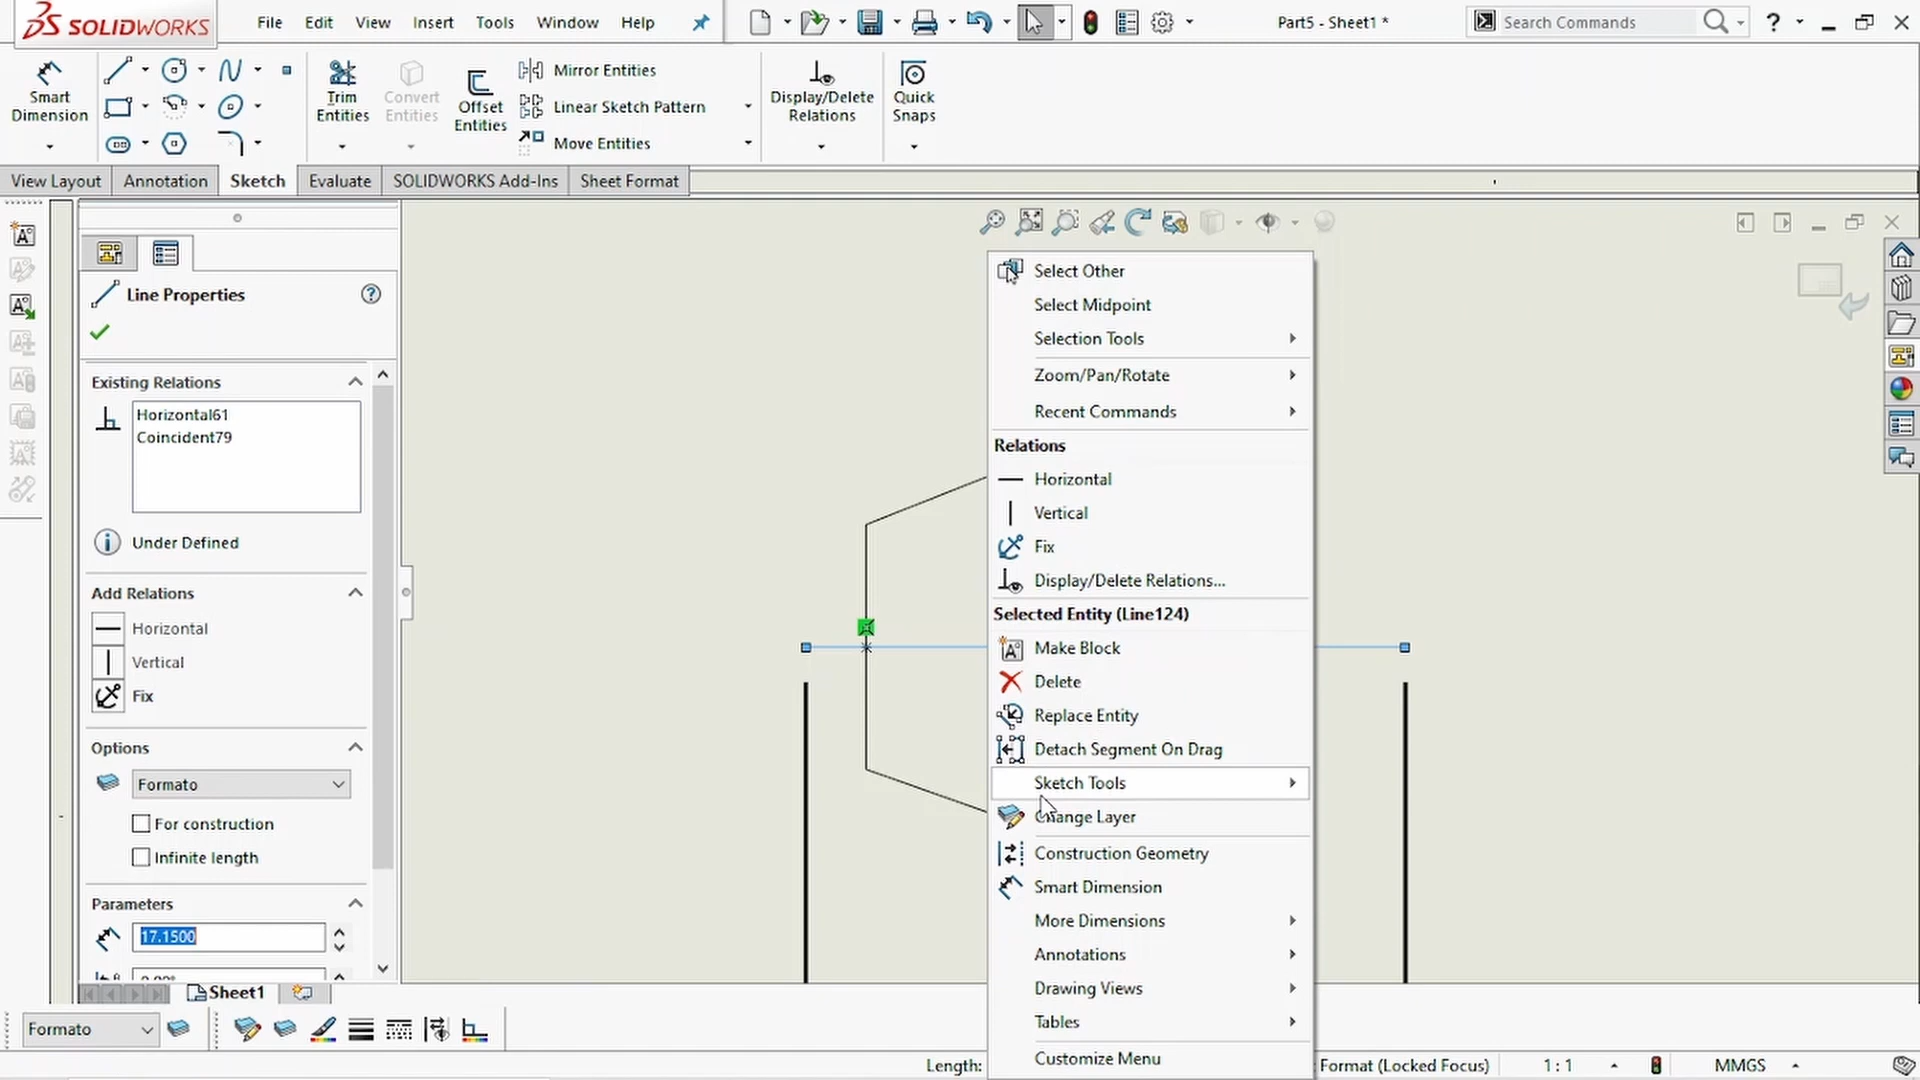 SOLIDWORKS
File Edit View Insert Tools Window Help
Part5 - Sheet1 *
Search Commands
?
Smart Dimension
Trim Entities
Convert Entities
Offset Entities
Mirror Entities
Linear Sketch Pattern
Move Entities
Display/Delete Relations
Quick Snaps
View Layout Annotation Sketch Evaluate SOLIDWORKS Add-Ins Sheet Format
Line Properties
Existing Relations
Horizontal61
Coincident79
Under Defined
Add Relations
Horizontal
Vertical
Fix
Options
Formato
For construction
Infinite length
Parameters
17.1500
Sheet1
Formato
Select Other
Select Midpoint
Selection Tools
Zoom/Pan/Rotate
Recent Commands
Relations
Horizontal
Vertical
Fix
Display/Delete Relations...
Selected Entity (Line124)
Make Block
Delete
Replace Entity
Detach Segment On Drag
Sketch Tools
Change Layer
Construction Geometry
Smart Dimension
More Dimensions
Annotations
Drawing Views
Tables
Customize Menu
Length:
Format (Locked Focus) 1:1 MMGS